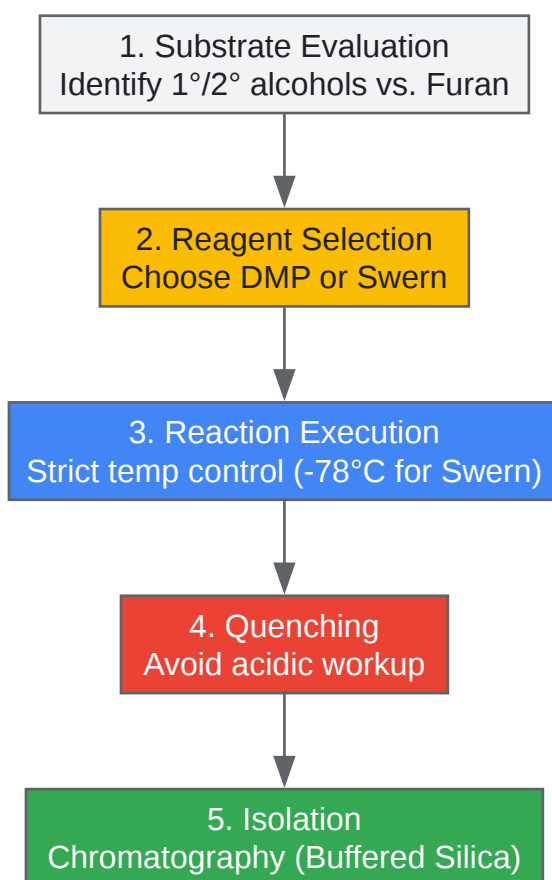 1. Substrate Evaluation
Identify 1°/2° alcohols vs. Furan
2. Reagent Selection
Choose DMP or Swern
3. Reaction Execution
Strict temp control (-78°C for Swern)
4. Quenching
Avoid acidic workup
5. Isolation
Chromatography (Buffered Silica)